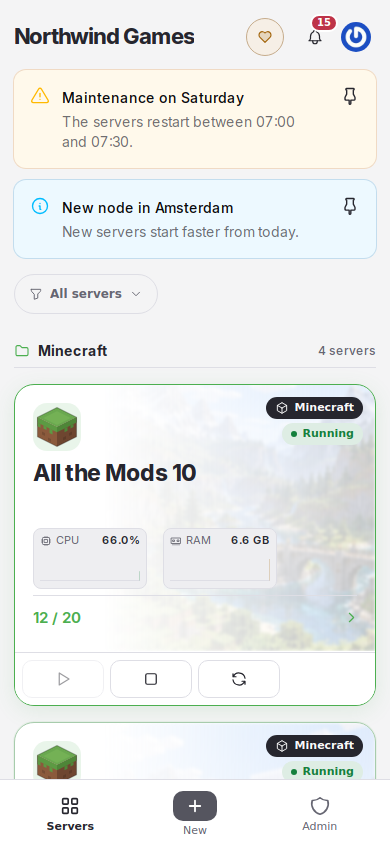 Northwind Games
15
Maintenance on Saturday
The servers restart between 07:00
and 07:30.
New node in Amsterdam
New servers start faster from today.
All servers
Minecraft
4 servers
Minecraft
Running
All the Mods 10
CPU 66.0%
RAM 6.6 GB
12 / 20
Minecraft
Running
Servers
New
Admin